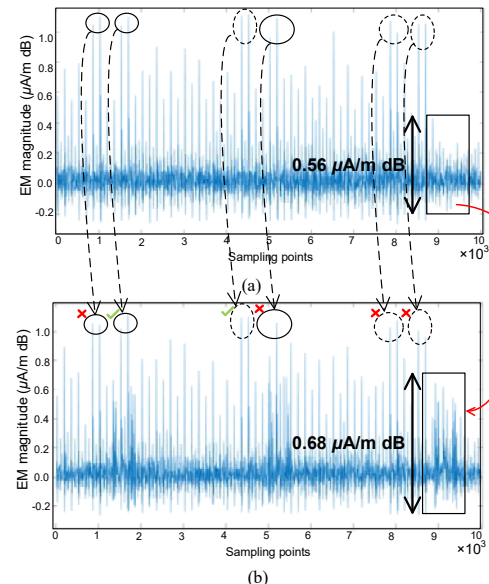 EM magnitude (µA/m dB)
1.0
0.8
0.6
0.4
0.2
0.0
-0.2
0.56 µA/m dB
0 1 2 3 4 5 6 7 8 9 10
×10³
Sampling points
(a)
EM magnitude (µA/m dB)
1.0
0.8
0.6
0.4
0.2
0.0
-0.2
0.68 µA/m dB
0 1 2 3 4 5 6 7 8 9 10
×10³
Sampling points
(b)